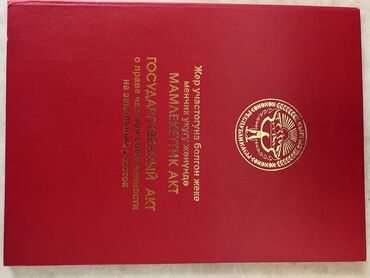 Жер участогуна болгон жеке
менчик укугу жөнүндө
МАМЛЕКЕТТИК АКТ
ГОСУДАРСТВЕННЫЙ АКТ
о праве частной собственности
на земельный участок